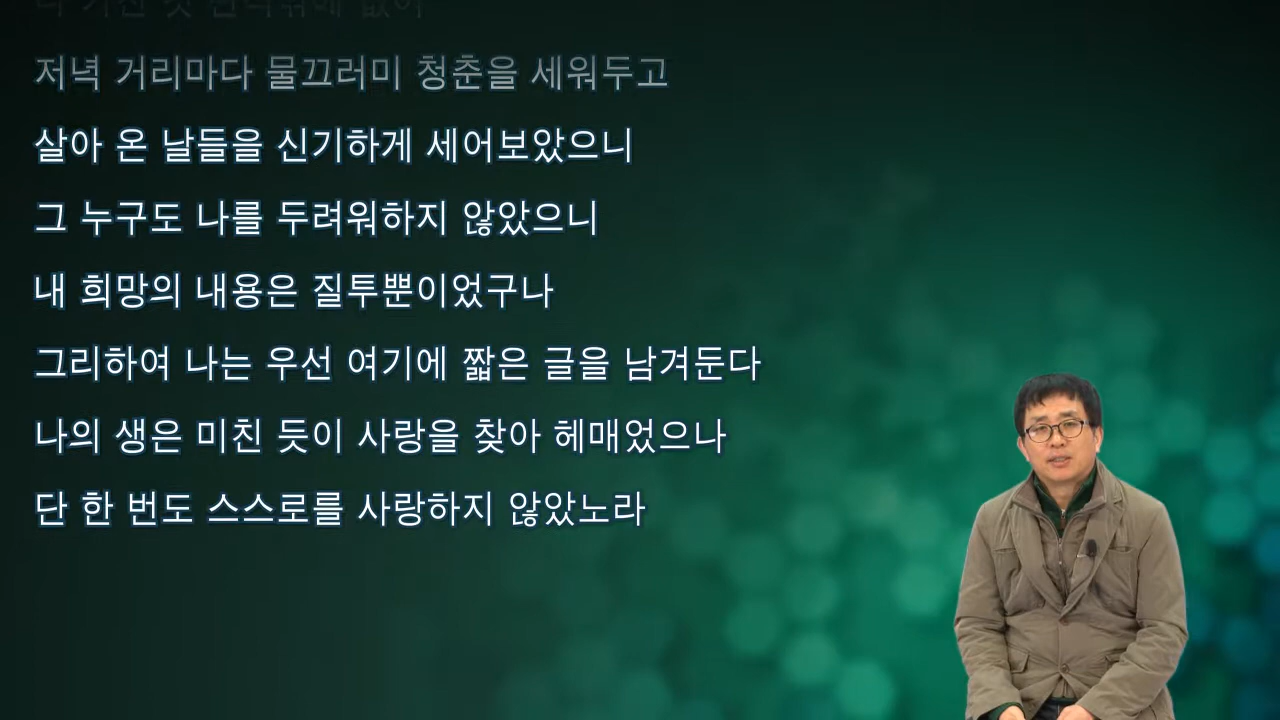 저녁 거리마다 물끄러미 청춘을 세워두고
살아 온 날들을 신기하게 세어보았으니
그 누구도 나를 두려워하지 않았으니
내 희망의 내용은 질투뿐이었구나
그리하여 나는 우선 여기에 짧은 글을 남겨둔다
나의 생은 미친 듯이 사랑을 찾아 헤매었으나
단 한 번도 스스로를 사랑하지 않았노라